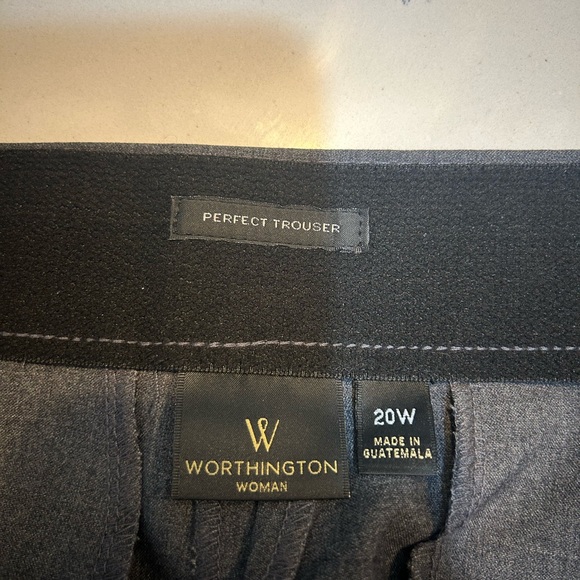 PERFECT TROUSER
W
WORTHINGTON
WOMAN
20W
MADE IN
GUATEMALA